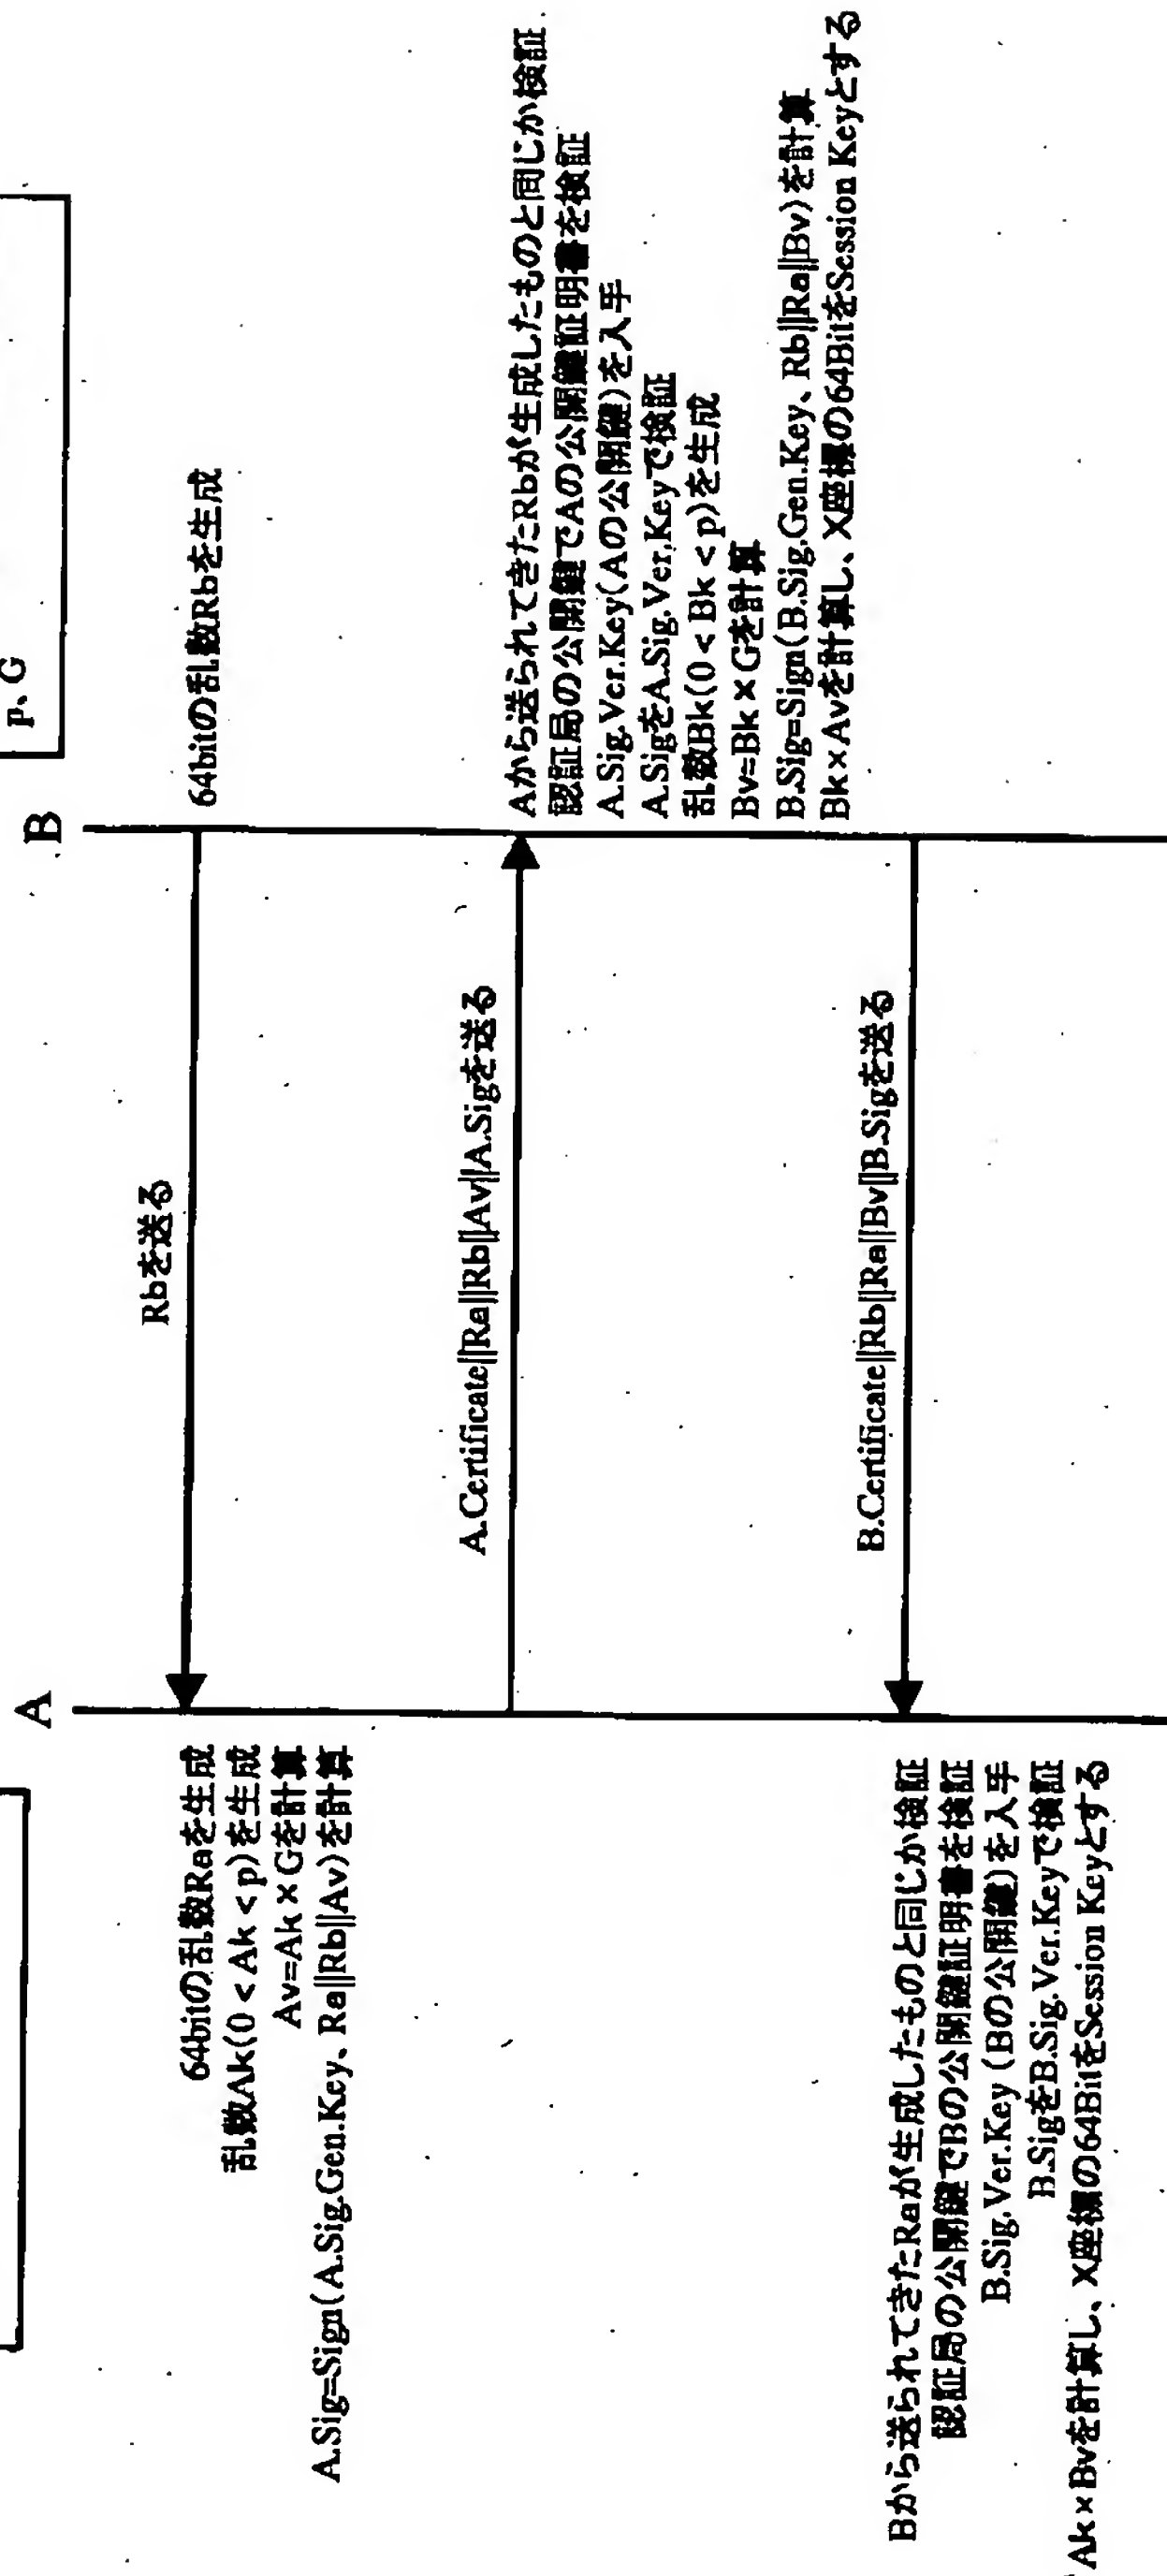 p、G
A
B
64bitの乱数Rbを生成
Rbを送る
64bitの乱数Raを生成
乱数Ak(0<Ak<p)を生成
Av=Ak×Gを計算
A.Sig=Sign(A.Sig.Gen.Key、Ra||Rb||Av)を計算
A.Certificate||Ra||Rb||Av||A.Sigを送る
Aから送られてきたRbが生成したものと同じか検証
認証局の公開鍵でAの公開鍵証明書を検証
A.Sig.Ver.Key(Aの公開鍵)を入手
A.SigをA.Sig.Ver.Keyで検証
乱数Bk(0<Bk<p)を生成
Bv=Bk×Gを計算
B.Sig=Sign(B.Sig.Gen.Key、Rb||Ra||Bv)を計算
Bk×Avを計算し、X座標の64BitをSession Keyとする
B.Certificate||Rb||Ra||Bv||B.Sigを送る
Bから送られてきたRaが生成したものと同じか検証
認証局の公開鍵でBの公開鍵証明書を検証
B.Sig.Ver.Key (Bの公開鍵)を入手
B.SigをB.Sig.Ver.Keyで検証
Ak×Bvを計算し、X座標の64BitをSession Keyとする